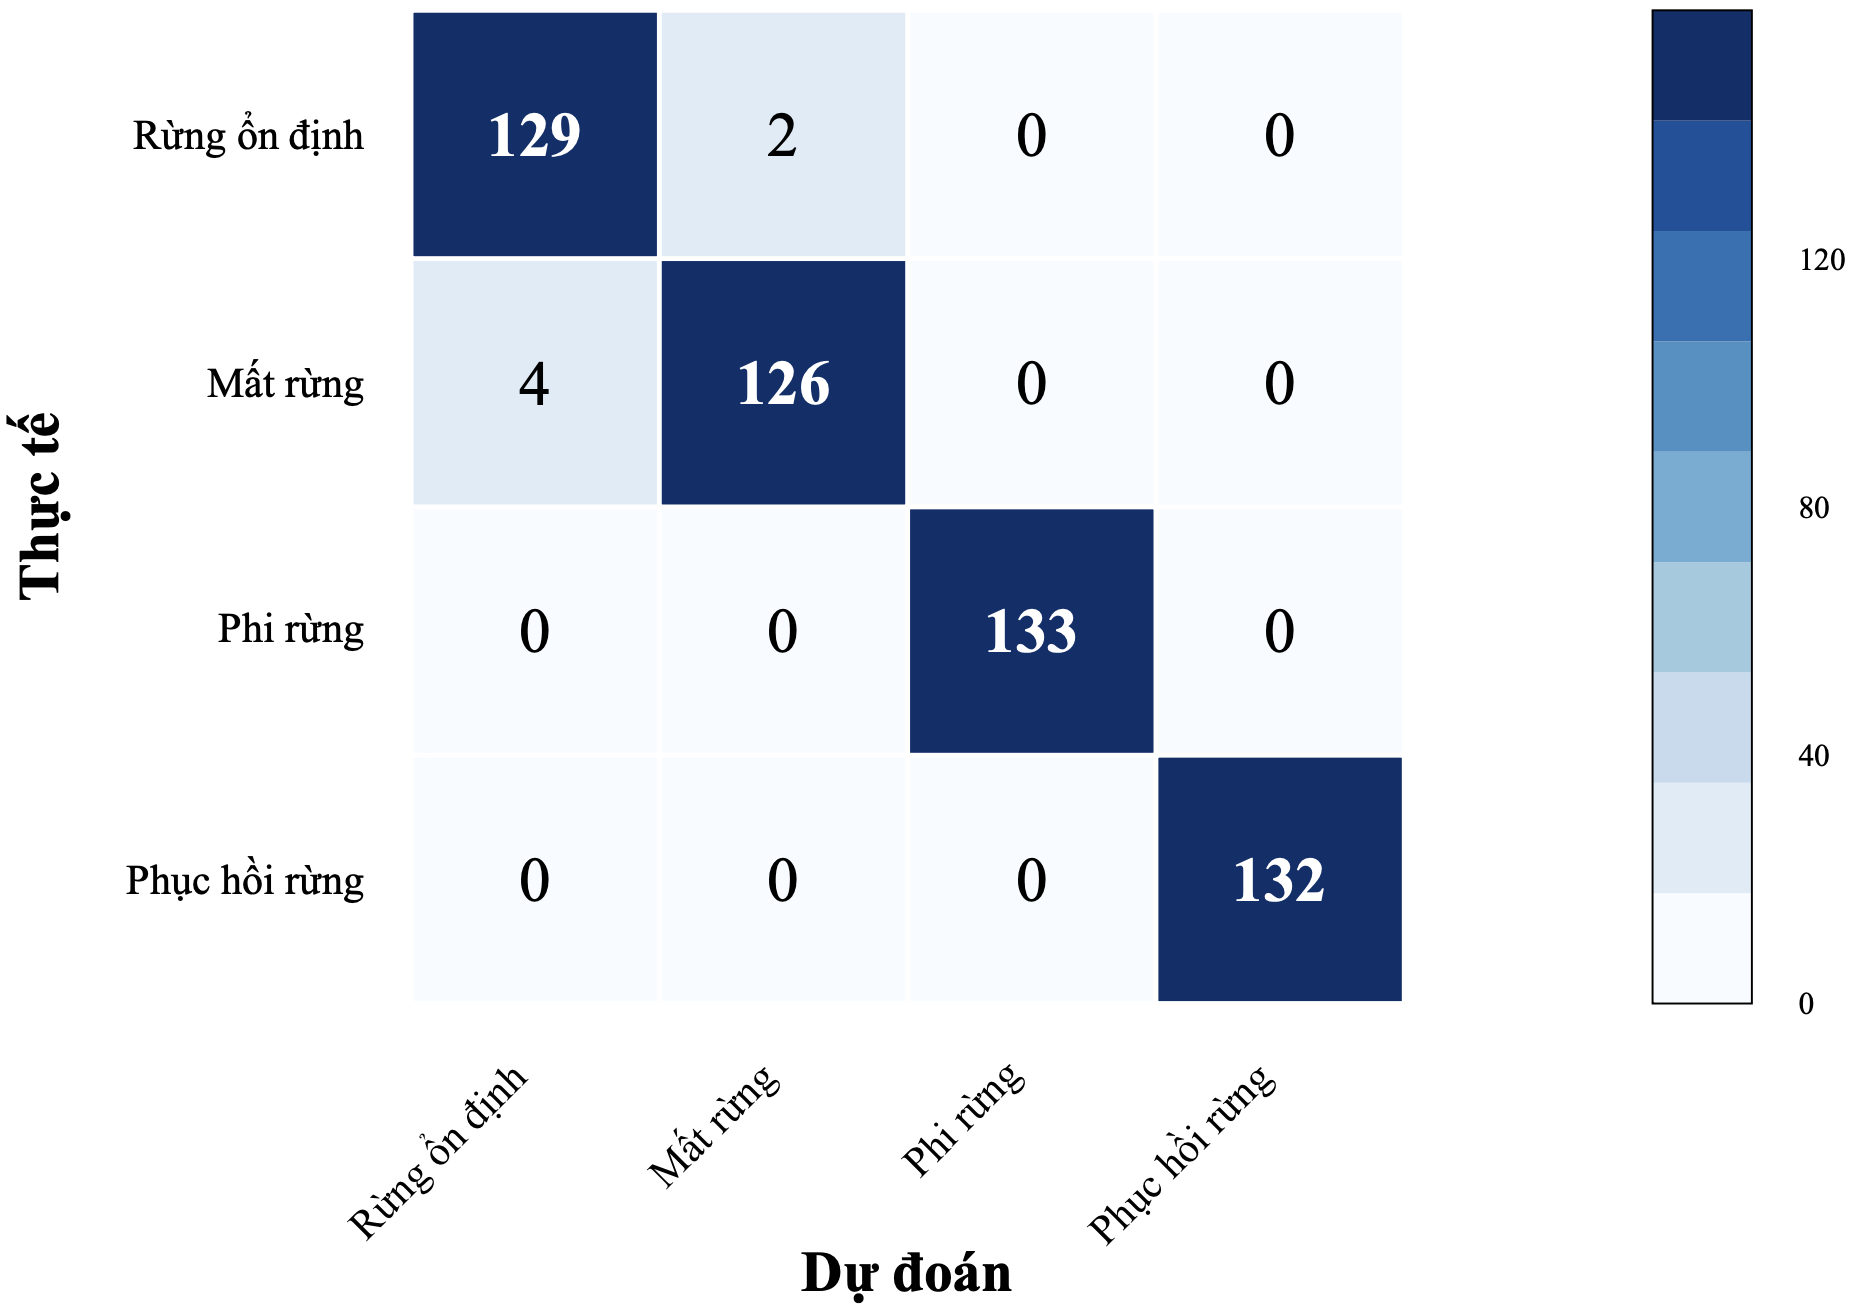 Thực tế
Rừng ổn định
129 2 0 0
Mất rừng
4 126 0 0
Phi rừng
0 0 133 0
Phục hồi rừng
0 0 0 132
Rừng ổn định
Mất rừng
Phi rừng
Phục hồi rừng
Dự đoán
120
80
40
0